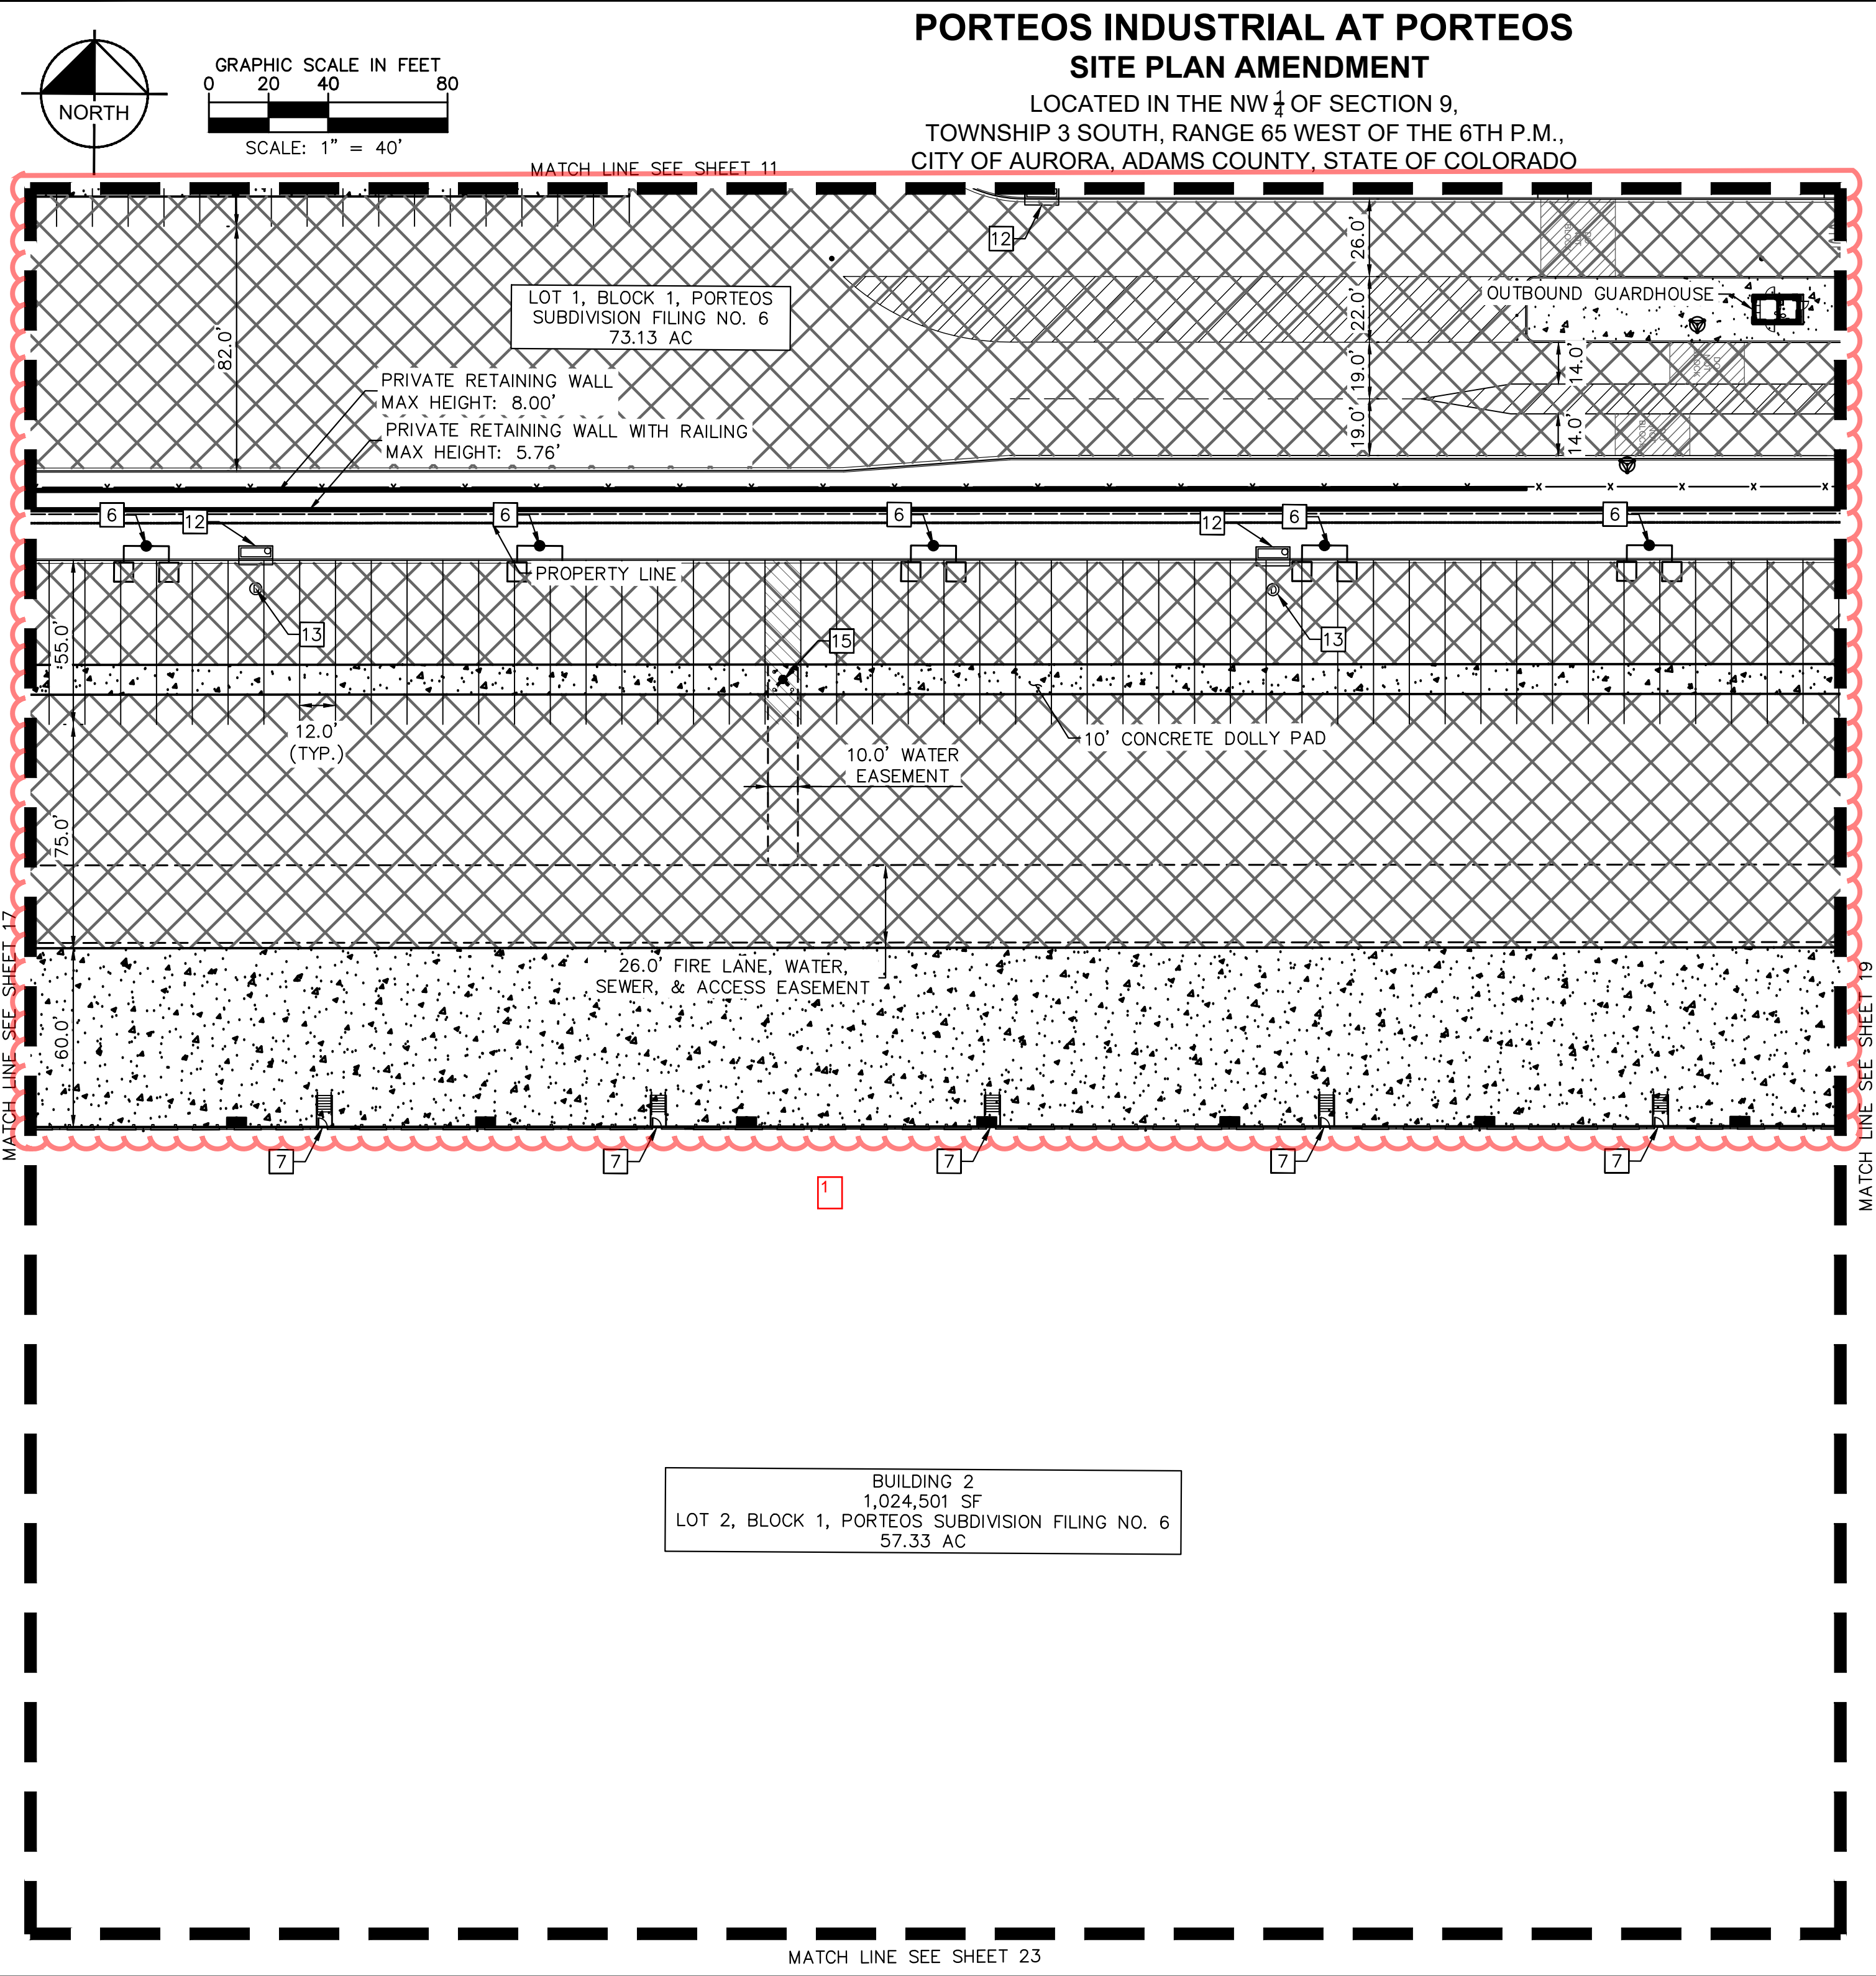 PORTEOS INDUSTRIAL AT PORTEOS
SITE PLAN AMENDMENT
LOCATED IN THE NW 1/4 OF SECTION 9,
TOWNSHIP 3 SOUTH, RANGE 65 WEST OF THE 6TH P.M.,
CITY OF AURORA, ADAMS COUNTY, STATE OF COLORADO
NORTH
GRAPHIC SCALE IN FEET
0 20 40 80
SCALE: 1" = 40'
MATCH LINE SEE SHEET 11
12
26.0'
LOT 1, BLOCK 1, PORTEOS
SUBDIVISION FILING NO. 6
73.13 AC
OUTBOUND GUARDHOUSE
22.0'
82.0'
19.0'
14.0'
PRIVATE RETAINING WALL
MAX HEIGHT: 8.00'
PRIVATE RETAINING WALL WITH RAILING
MAX HEIGHT: 5.76'
19.0'
14.0'
6
12
6
6
12
6
6
PROPERTY LINE
13
15
13
55.0'
12.0'
(TYP.)
10.0' WATER
EASEMENT
10' CONCRETE DOLLY PAD
75.0'
26.0' FIRE LANE, WATER,
SEWER, & ACCESS EASEMENT
60.0'
MATCH LINE SEE SHEET 17
MATCH LINE SEE SHEET 19
7
7
7
7
7
1
BUILDING 2
1,024,501 SF
LOT 2, BLOCK 1, PORTEOS SUBDIVISION FILING NO. 6
57.33 AC
MATCH LINE SEE SHEET 23